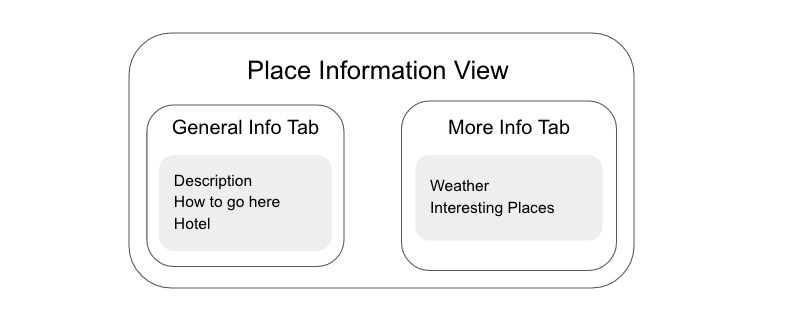 Place Information View
General Info Tab
Description
How to go here
Hotel
More Info Tab
Weather
Interesting Places